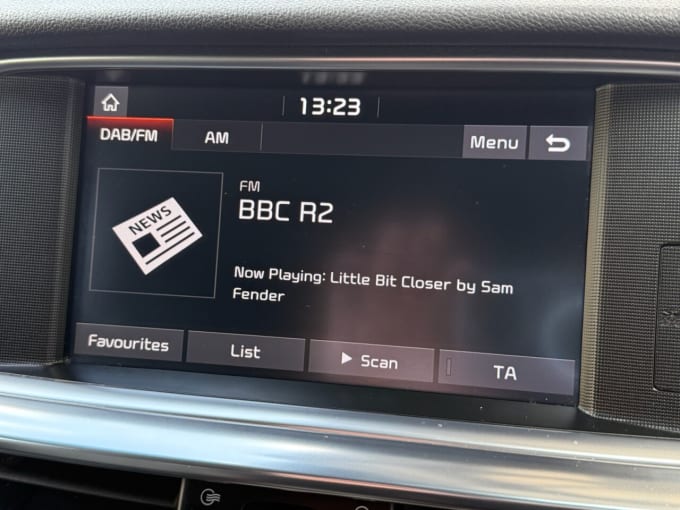 13:23
DAB/FM
AM
Menu
FM
BBC R2
NEWS
Now Playing: Little Bit Closer by Sam
Fender
Favourites
List
Scan
TA